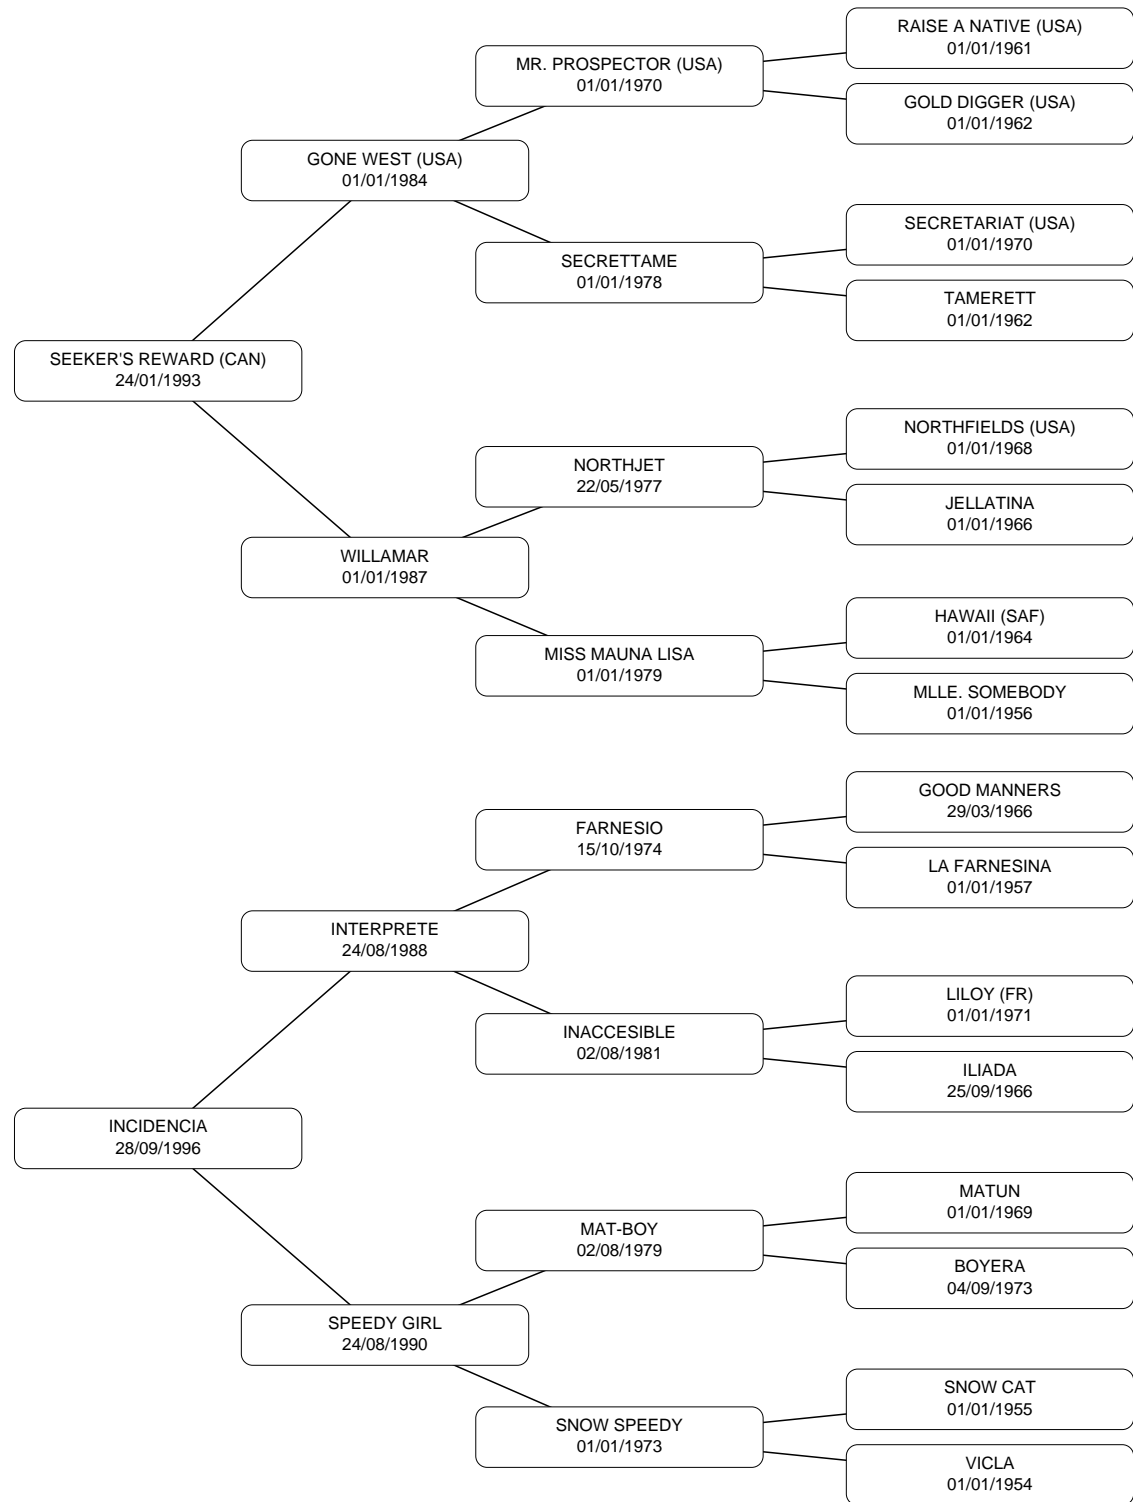 RAISE A NATIVE (USA)
01/01/1961
MR. PROSPECTOR (USA)
01/01/1970
GOLD DIGGER (USA)
01/01/1962
GONE WEST (USA)
01/01/1984
SECRETARIAT (USA)
01/01/1970
SECRETTAME
01/01/1978
TAMERETT
01/01/1962
SEEKER'S REWARD (CAN)
24/01/1993
NORTHFIELDS (USA)
01/01/1968
NORTHJET
22/05/1977
JELLATINA
01/01/1966
WILLAMAR
01/01/1987
HAWAII (SAF)
01/01/1964
MISS MAUNA LISA
01/01/1979
MLLE. SOMEBODY
01/01/1956
GOOD MANNERS
29/03/1966
FARNESIO
15/10/1974
LA FARNESINA
01/01/1957
INTERPRETE
24/08/1988
LILOY (FR)
01/01/1971
INACCESIBLE
02/08/1981
ILIADA
25/09/1966
INCIDENCIA
28/09/1996
MATUN
01/01/1969
MAT-BOY
02/08/1979
BOYERA
04/09/1973
SPEEDY GIRL
24/08/1990
SNOW CAT
01/01/1955
SNOW SPEEDY
01/01/1973
VICLA
01/01/1954